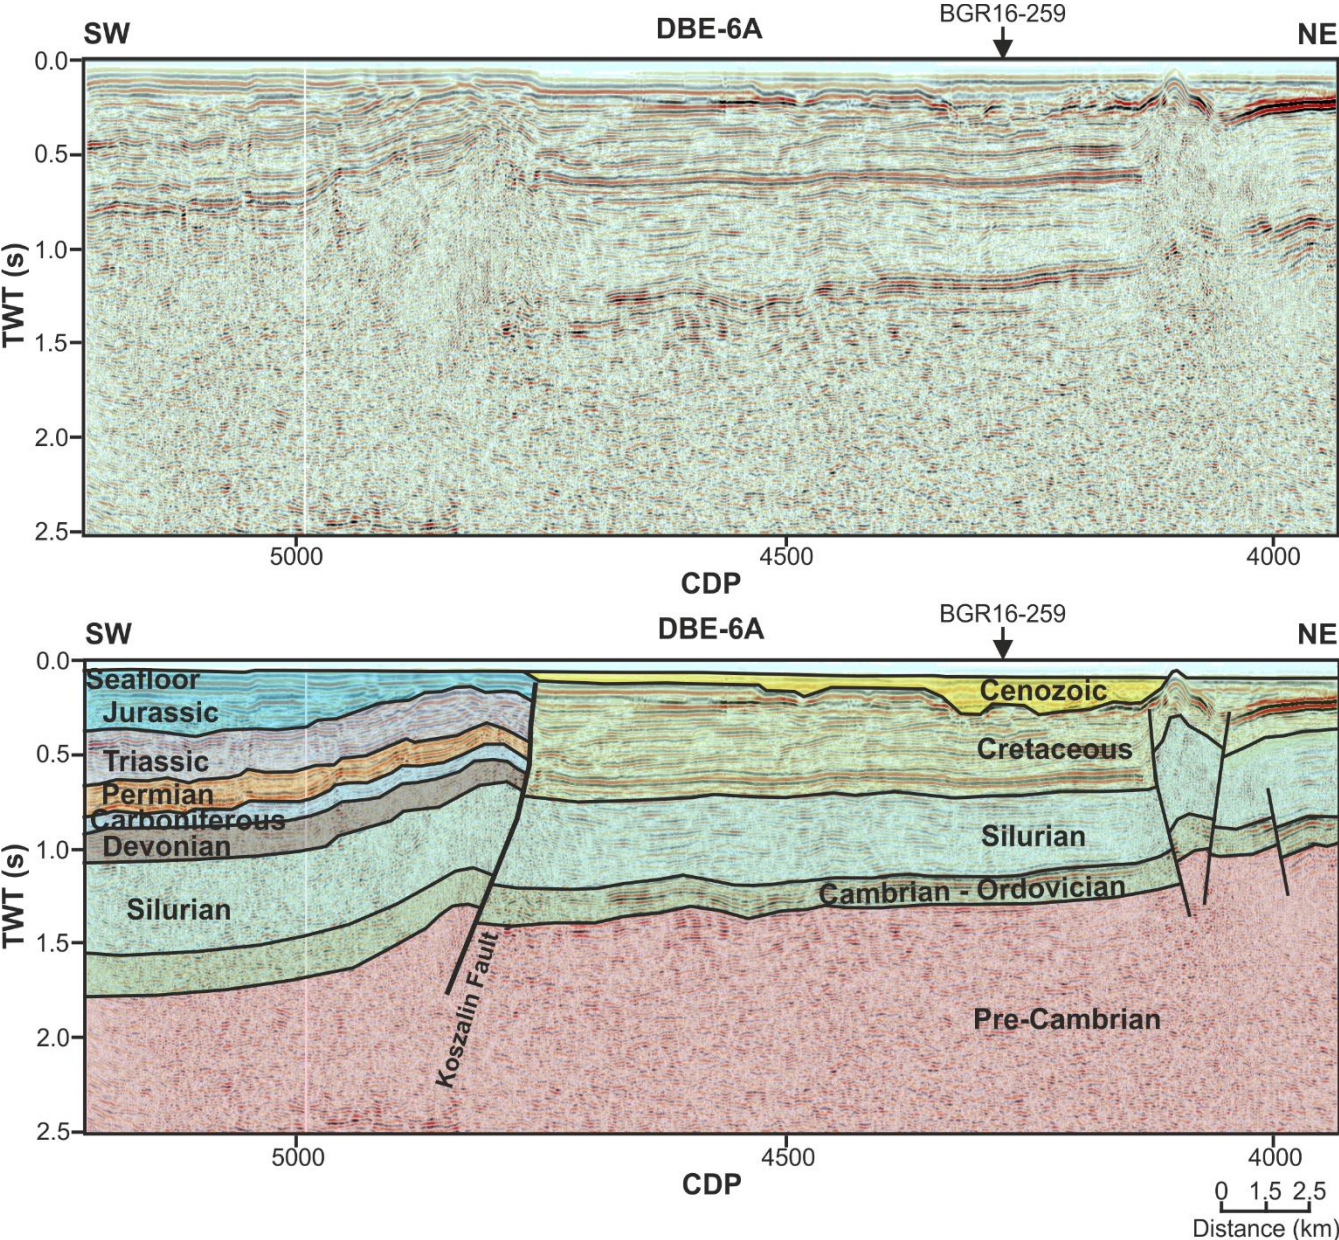 BGR16-259
SW DBE-6A NE
0.0
0.5
1.0
1.5
2.0
2.5
TWT (s)
5000 4500 4000
CDP
BGR16-259
SW DBE-6A NE
0.0
0.5
1.0
1.5
2.0
2.5
TWT (s)
Seafloor
Jurassic
Triassic
Permian
Carboniferous
Devonian
Silurian
Koszalin Fault
Cenozoic
Cretaceous
Silurian
Cambrian - Ordovician
Pre-Cambrian
5000 4500 4000
CDP
0 1.5 2.5
Distance (km)